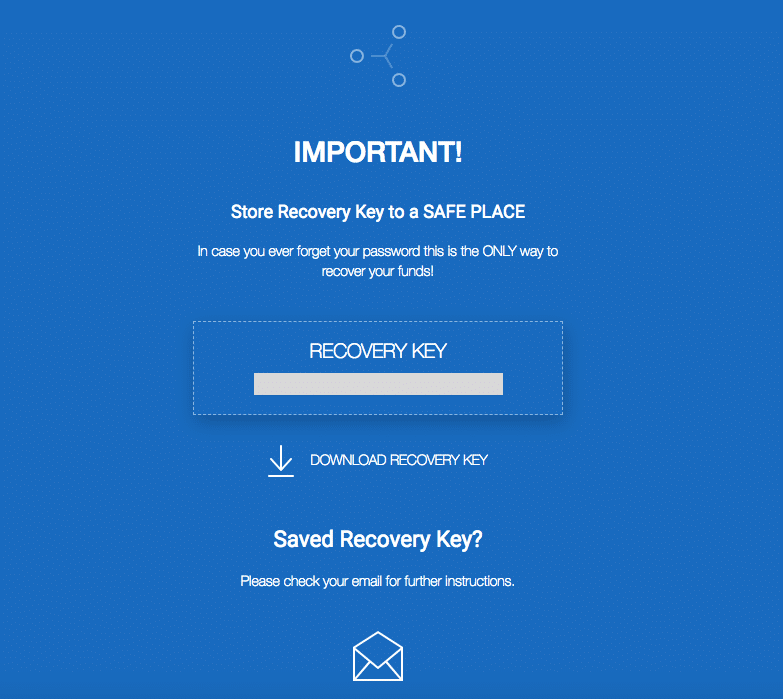 IMPORTANT!
Store Recovery Key to a SAFE PLACE
In case you ever forget your password this is the ONLY way to
recover your funds!
RECOVERY KEY
DOWNLOAD RECOVERY KEY
Saved Recovery Key?
Please check your email for further instructions.